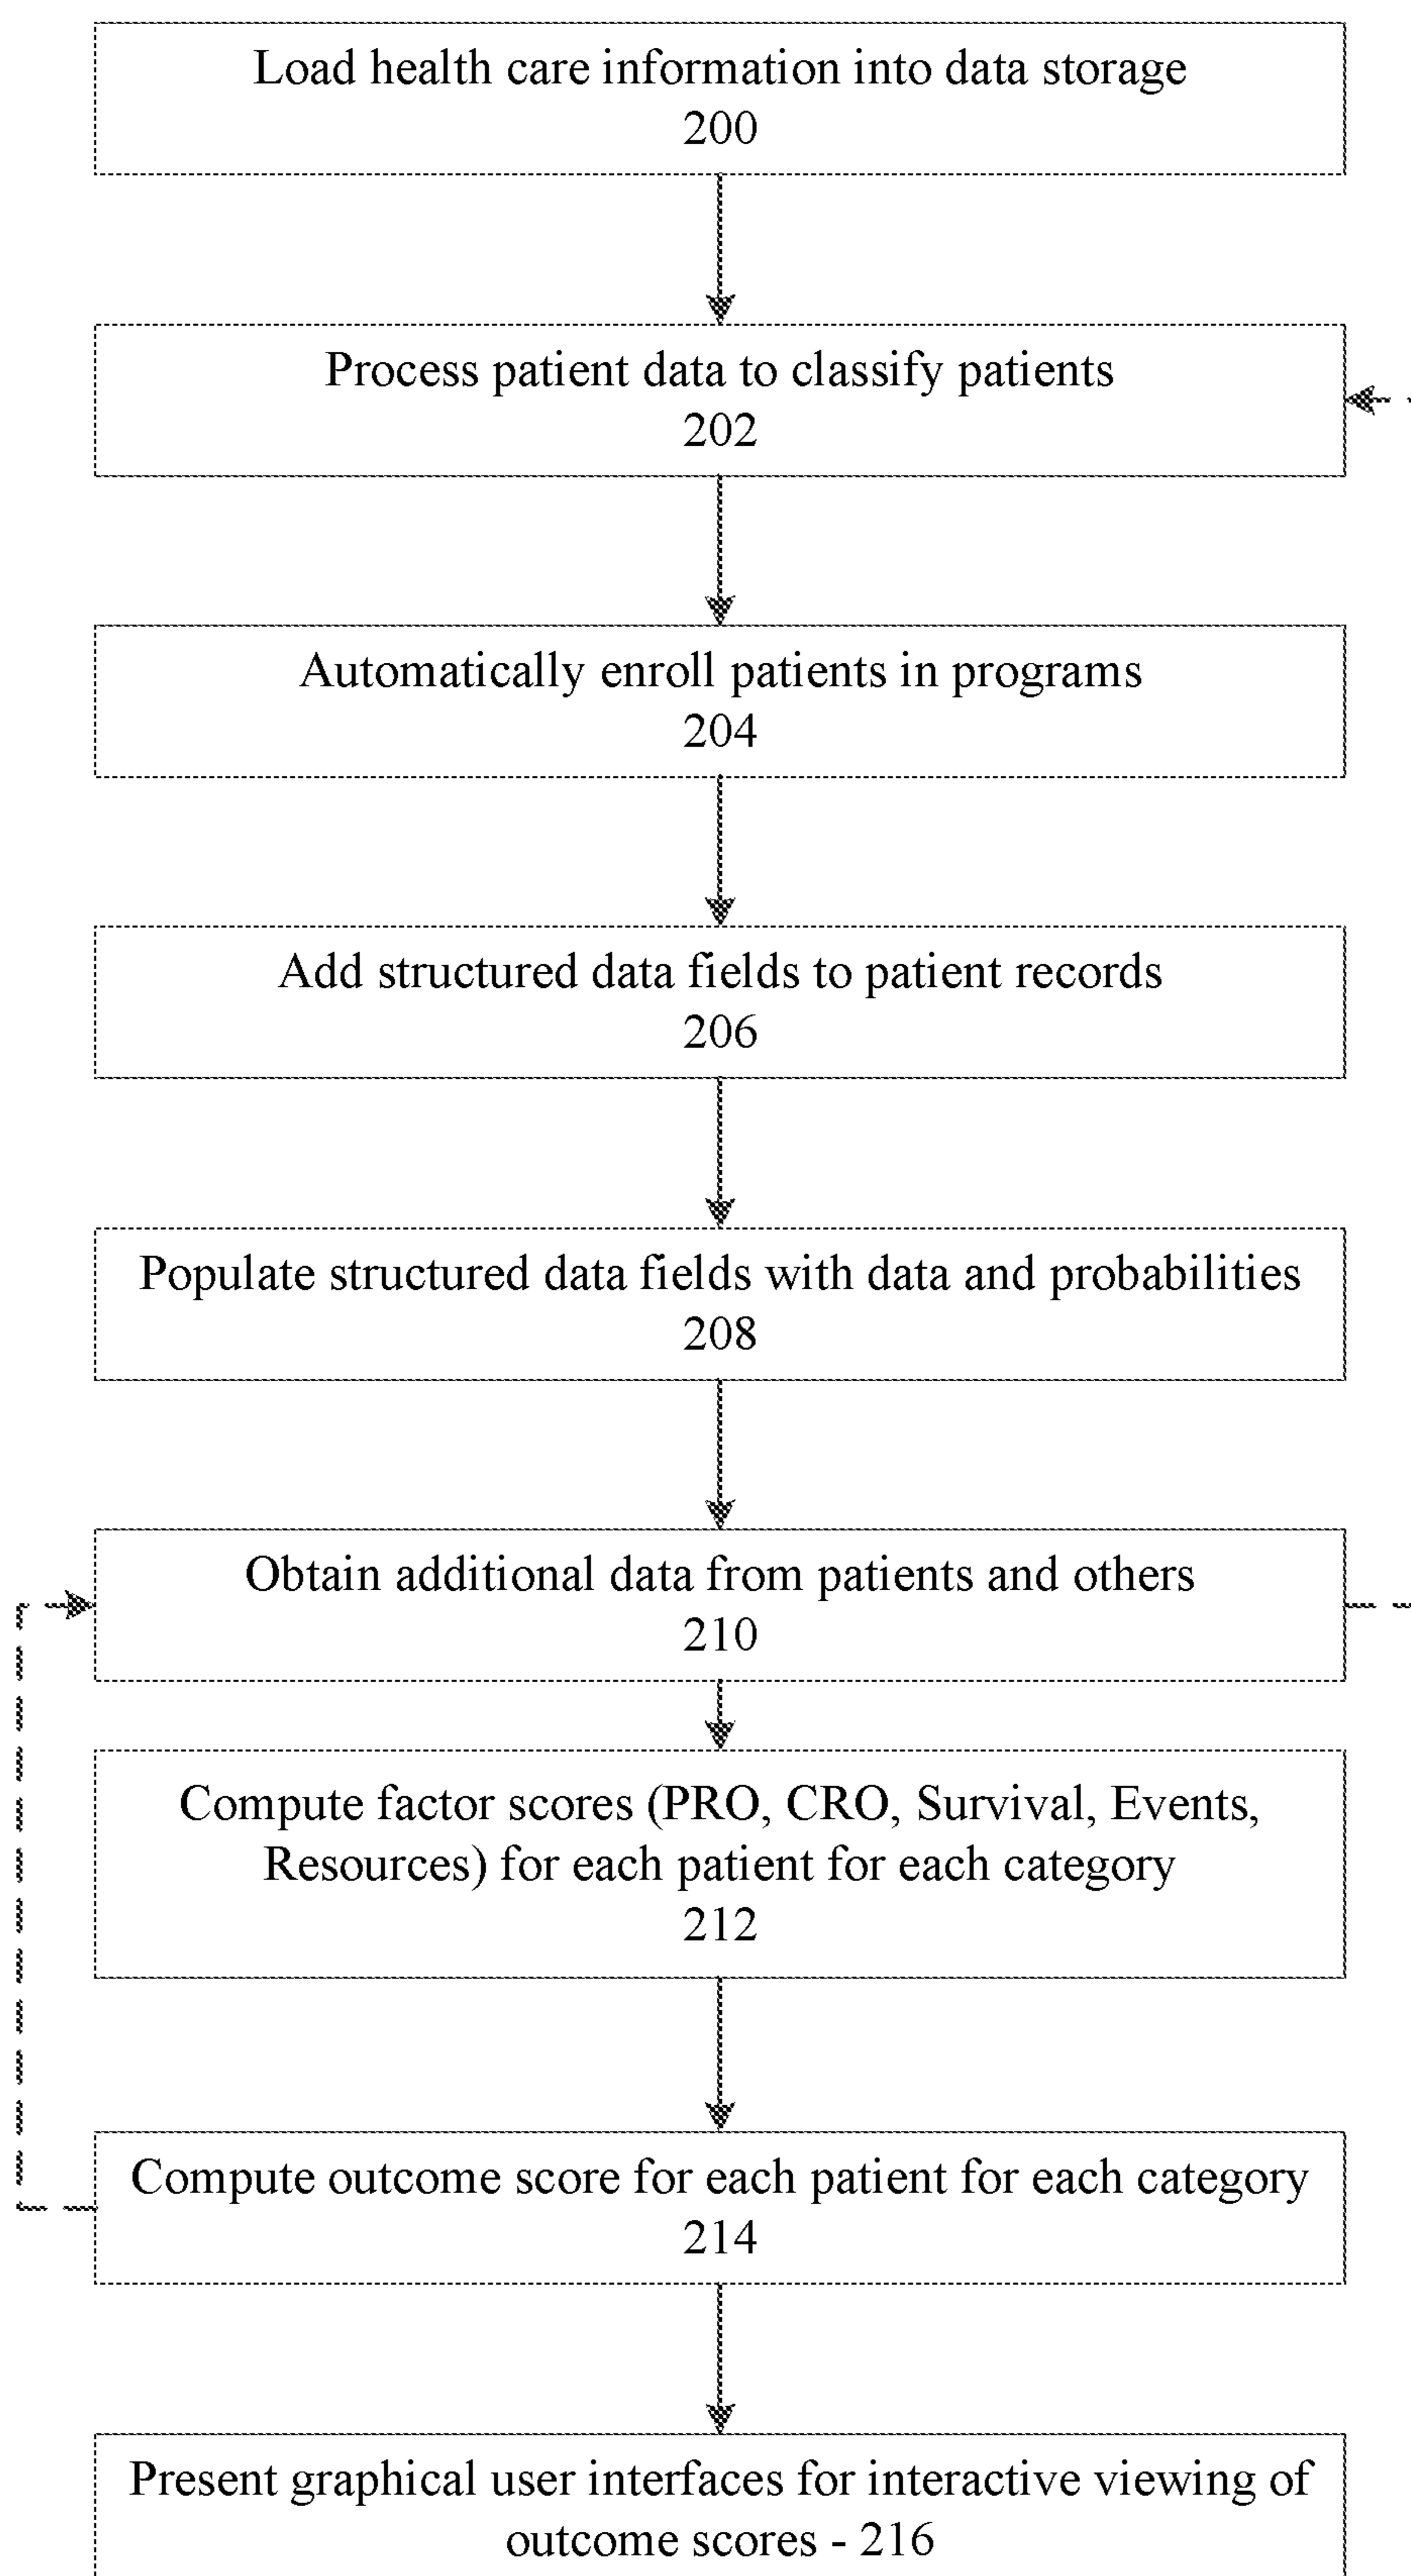 Load health care information into data storage
200
Process patient data to classify patients
202
Automatically enroll patients in programs
204
Add structured data fields to patient records
206
Populate structured data fields with data and probabilities
208
Obtain additional data from patients and others
210
Compute factor scores (PRO, CRO, Survival, Events,
Resources) for each patient for each category
212
Compute outcome score for each patient for each category
214
Present graphical user interfaces for interactive viewing of
outcome scores - 216